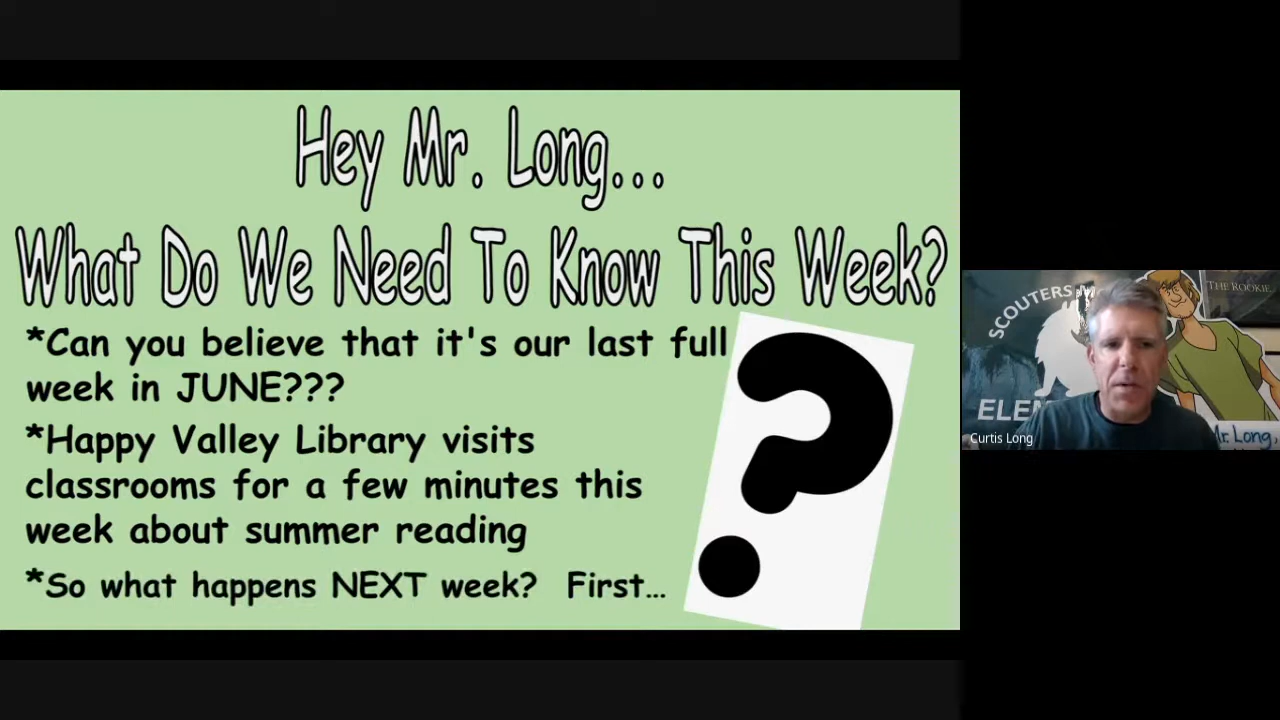 Hey Mr. Long...
What Do We Need To Know This Week?
*Can you believe that it's our last full
week in JUNE???
*Happy Valley Library visits
classrooms for a few minutes this
week about summer reading
*So what happens NEXT week?  First...
?
SCOUTERS
ELEM
THE ROOKIE
Curtis Long
Mr. Long,